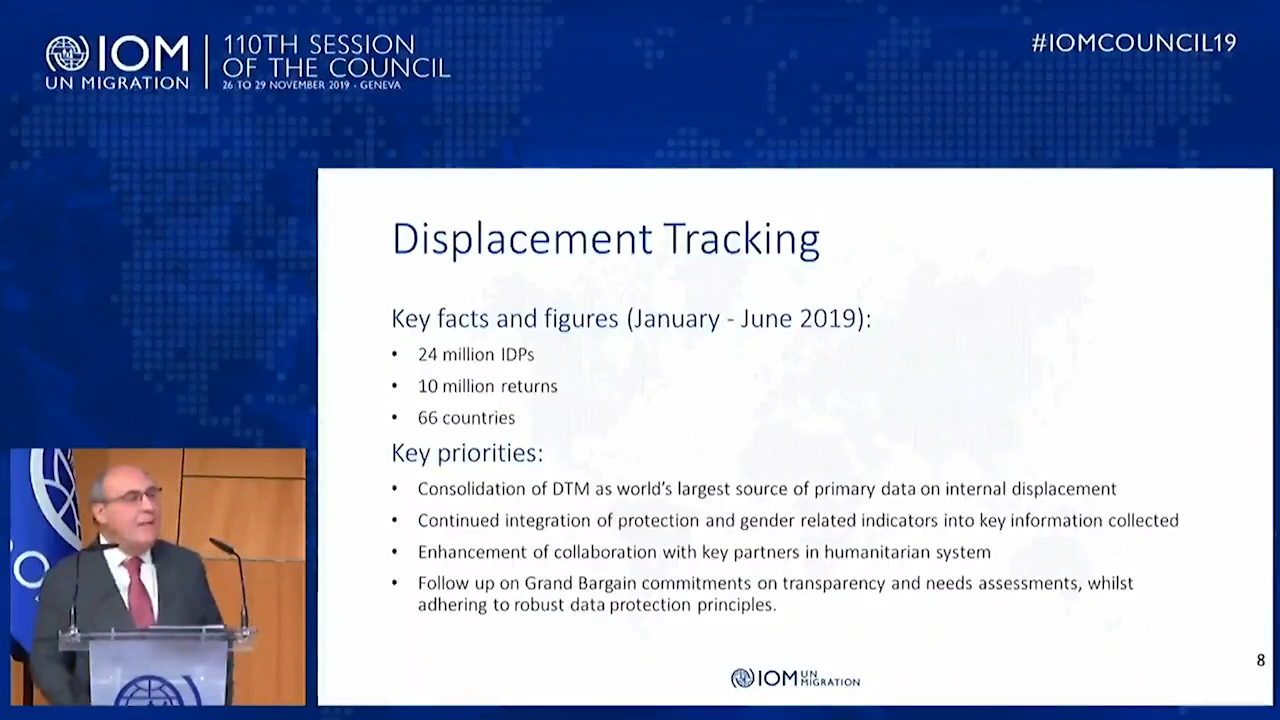 IOM
UN MIGRATION
110TH SESSION
OF THE COUNCIL
26 TO 29 NOVEMBER 2019 - GENEVA
#IOMCOUNCIL19
Displacement Tracking
Key facts and figures (January - June 2019):
• 24 million IDPs
• 10 million returns
• 66 countries
Key priorities:
• Consolidation of DTM as world's largest source of primary data on internal displacement
• Continued integration of protection and gender related indicators into key information collected
• Enhancement of collaboration with key partners in humanitarian system
• Follow up on Grand Bargain commitments on transparency and needs assessments, whilst
adhering to robust data protection principles.
8
IOM UN
MIGRATION